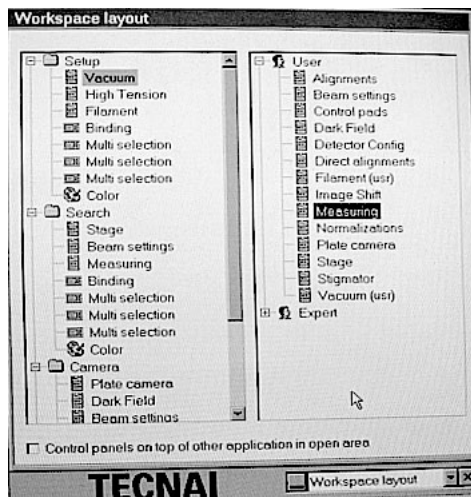 Workspace layout
Setup
Vacuum
High Tension
Filament
Binding
Multi selection
Multi selection
Multi selection
Color
Search
Stage
Beam settings
Measuring
Binding
Multi selection
Multi selection
Multi selection
Color
Camera
Plate camera
Dark Field
Beam settings
User
Alignments
Beam settings
Control pads
Dark Field
Detector Config
Direct alignments
Filament (usr)
Image Shift
Measuring
Normalizations
Plate camera
Stage
Stigmator
Vacuum (usr)
Expert
Control panels on top of other application in open area
TECNAI
Workspace layout